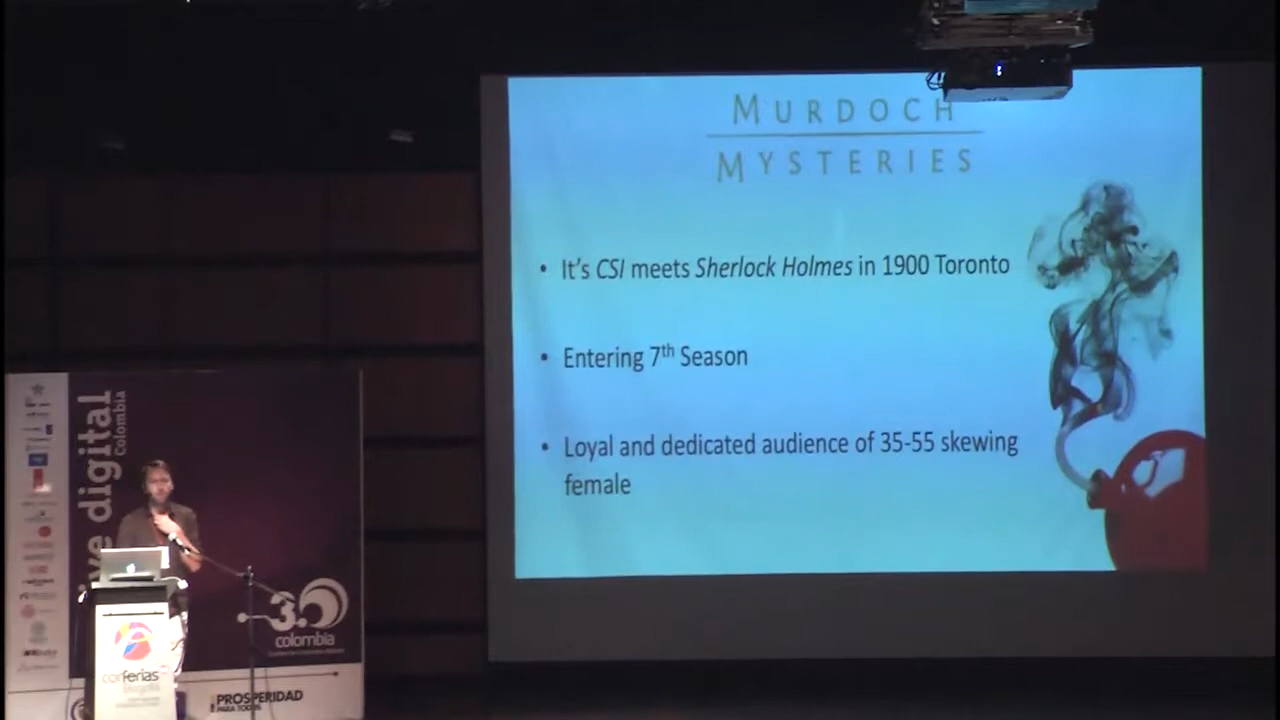 MURDOCH
MYSTERIES
• It's CSI meets Sherlock Holmes in 1900 Toronto
• Entering 7th Season
• Loyal and dedicated audience of 35-55 skewing
female
ve digital
Colombia
3.0
colombia
corferias
PROSPERIDAD
PARA TODOS